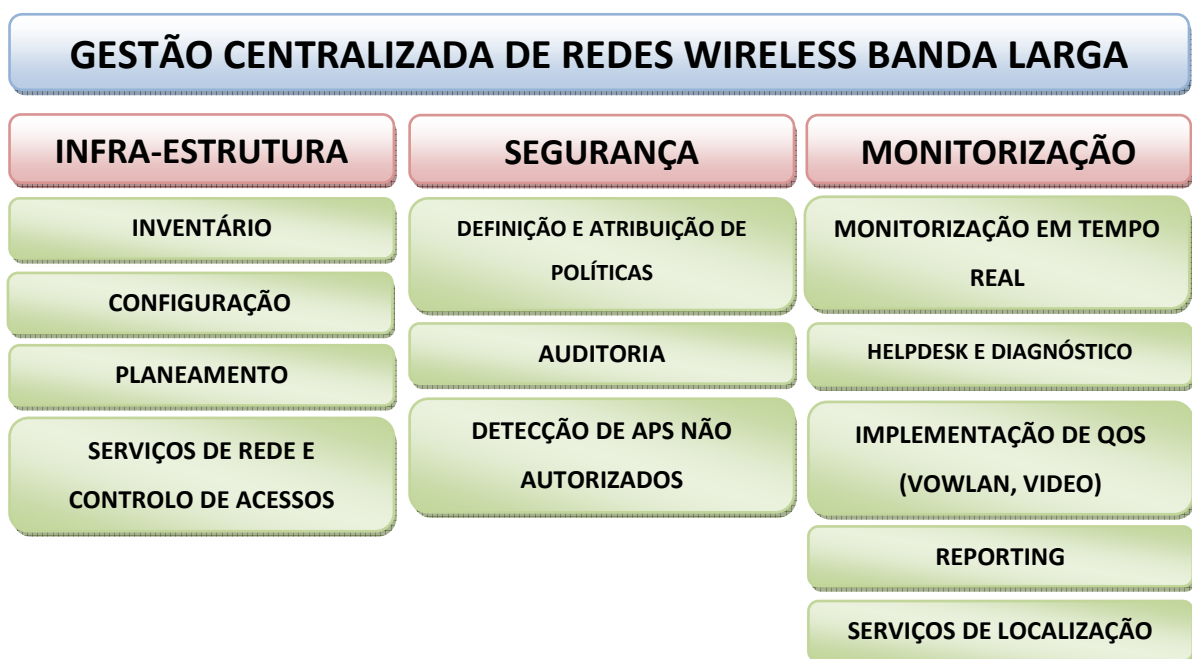 GESTÃO CENTRALIZADA DE REDES WIRELESS BANDA LARGA
INFRA-ESTRUTURA
INVENTÁRIO
CONFIGURAÇÃO
PLANEAMENTO
SERVIÇOS DE REDE E
CONTROLO DE ACESSOS
SEGURANÇA
DEFINIÇÃO E ATRIBUIÇÃO DE
POLÍTICAS
AUDITORIA
DETECÇÃO DE APS NÃO
AUTORIZADOS
MONITORIZAÇÃO
MONITORIZAÇÃO EM TEMPO
REAL
HELPDESK E DIAGNÓSTICO
IMPLEMENTAÇÃO DE QOS
(VOWLAN, VIDEO)
REPORTING
SERVIÇOS DE LOCALIZAÇÃO